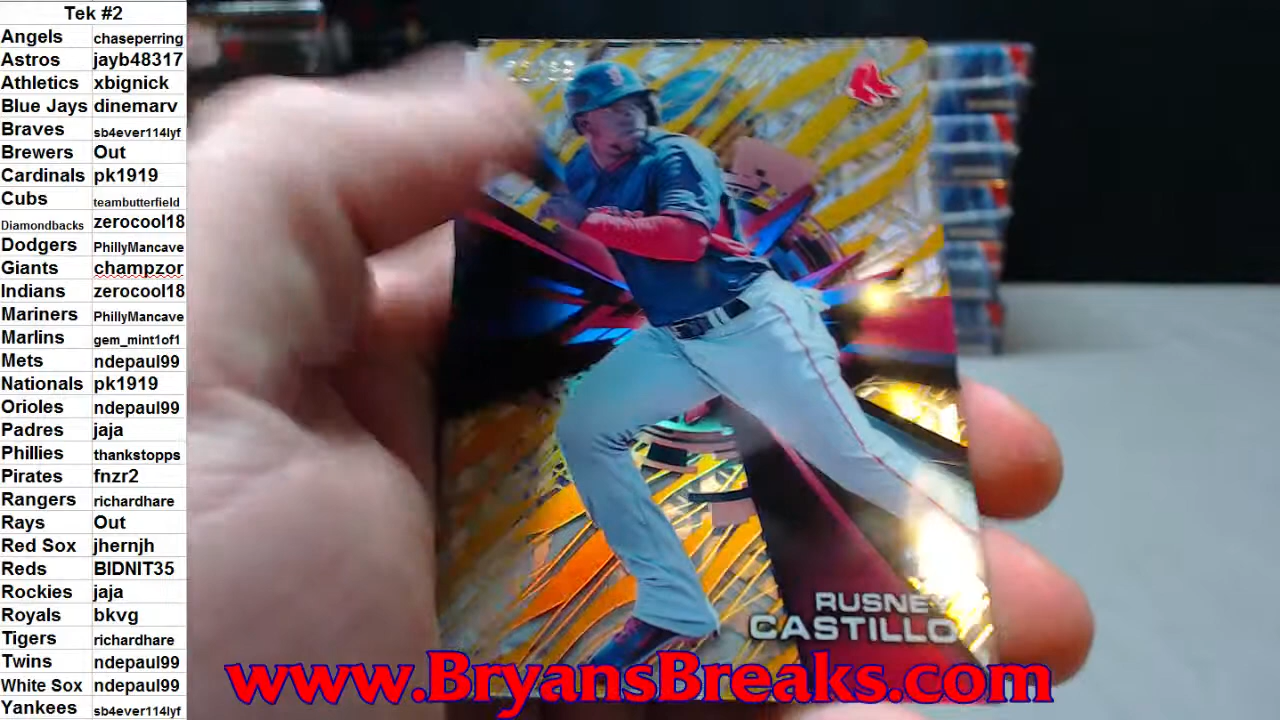 Tek #2
Angels chaseperring
Astros jayb48317
Athletics xbignick
Blue Jays dinemarv
Braves sb4ever114lyf
Brewers Out
Cardinals pk1919
Cubs teambutterfield
Diamondbacks zerocool18
Dodgers PhillyMancave
Giants champzor
Indians zerocool18
Mariners PhillyMancave
Marlins gem_mint1of1
Mets ndepaul99
Nationals pk1919
Orioles ndepaul99
Padres jaja
Phillies thankstopps
Pirates fnzr2
Rangers richardhare
Rays Out
Red Sox jhernjh
Reds BIDNIT35
Rockies jaja
Royals bkvg
Tigers richardhare
Twins ndepaul99
White Sox ndepaul99
Yankees sb4ever114lyf
RUSNEY
CASTILLO
www.BryansBreaks.com